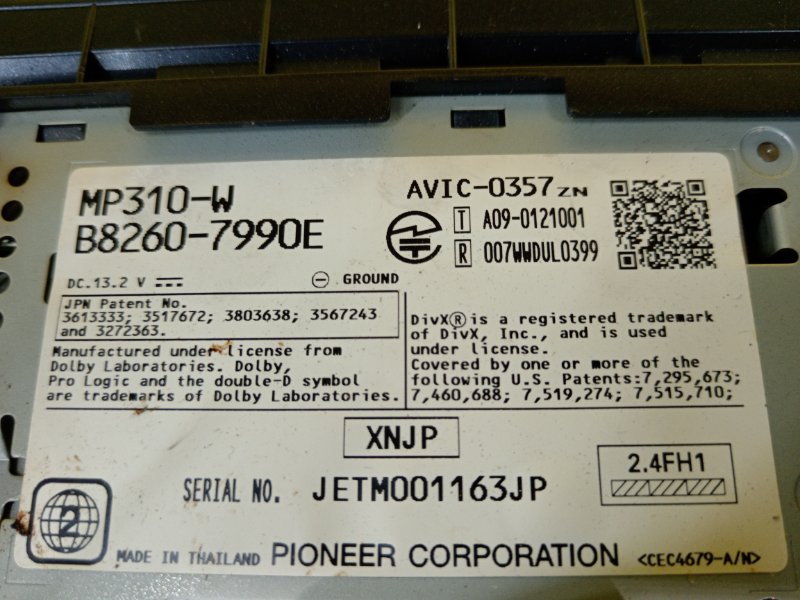 MP310-W
B8260-7990E
AVIC-0357 ZN
T A09-0121001
R 007WWDUL0399
DC.13.2 V
GROUND
JPN Patent No.
3613333; 3517672; 3803638; 3567243
and 3272363.
Manufactured under license from
Dolby Laboratories. Dolby,
Pro Logic and the double-D symbol
are trademarks of Dolby Laboratories.
DivX® is a registered trademark
of DivX, Inc., and is used
under license.
Covered by one or more of the
following U.S. Patents:7,295,673;
7,460,688; 7,519,274; 7,515,710;
XNJP
SERIAL NO. JETM001163JP
2.4FH1
2
MADE IN THAILAND PIONEER CORPORATION <CEC4679-A/N>